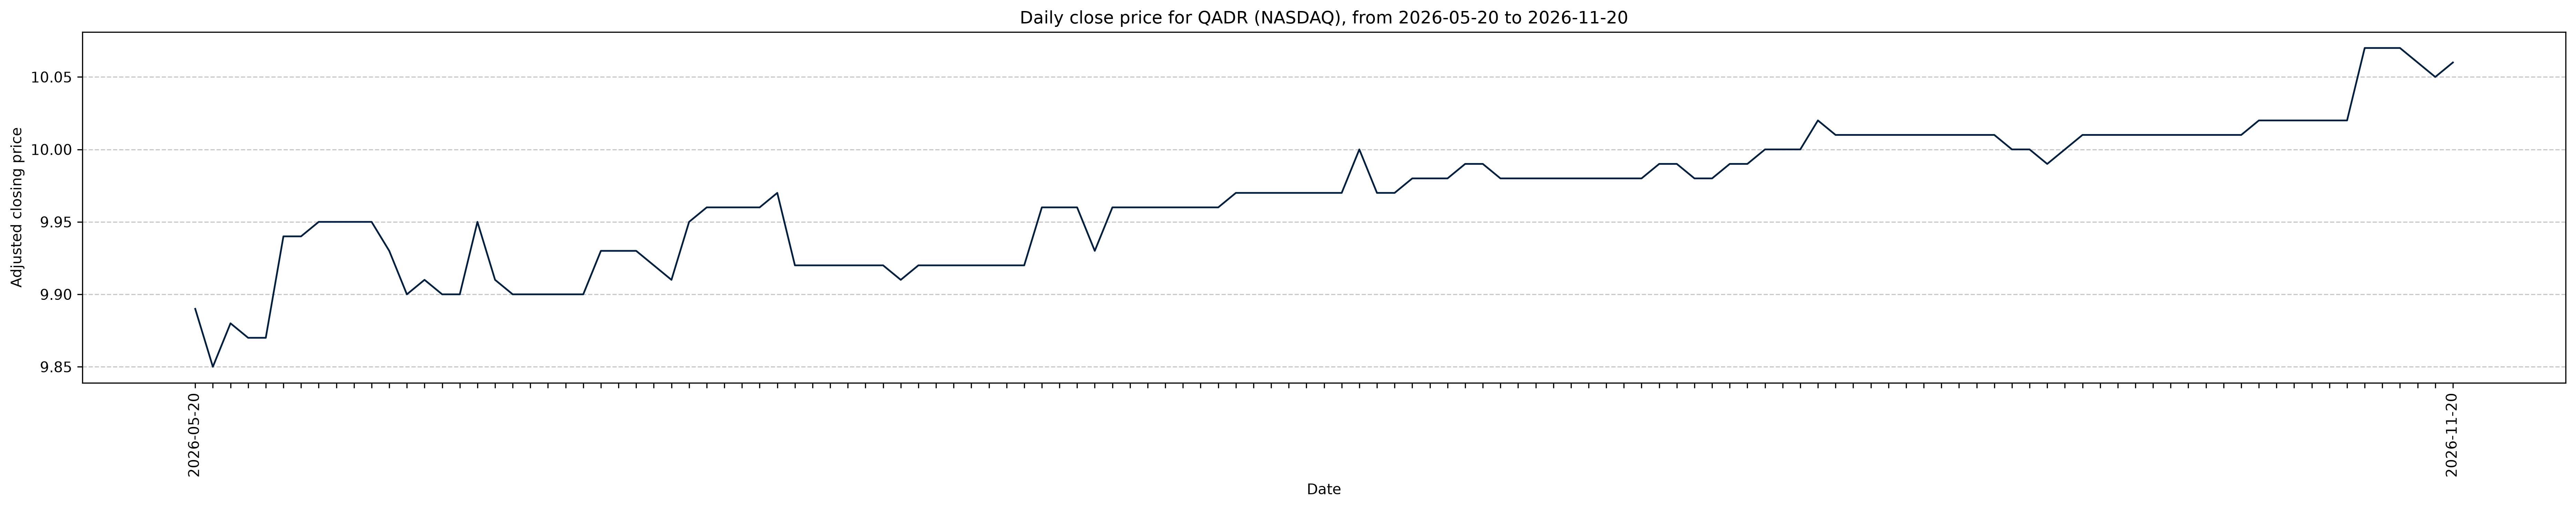 Daily close price for QADR (NASDAQ), from 2026-05-20 to 2026-11-20
Adjusted closing price
10.05
10.00
9.95
9.90
9.85
2026-05-20
2026-11-20
Date